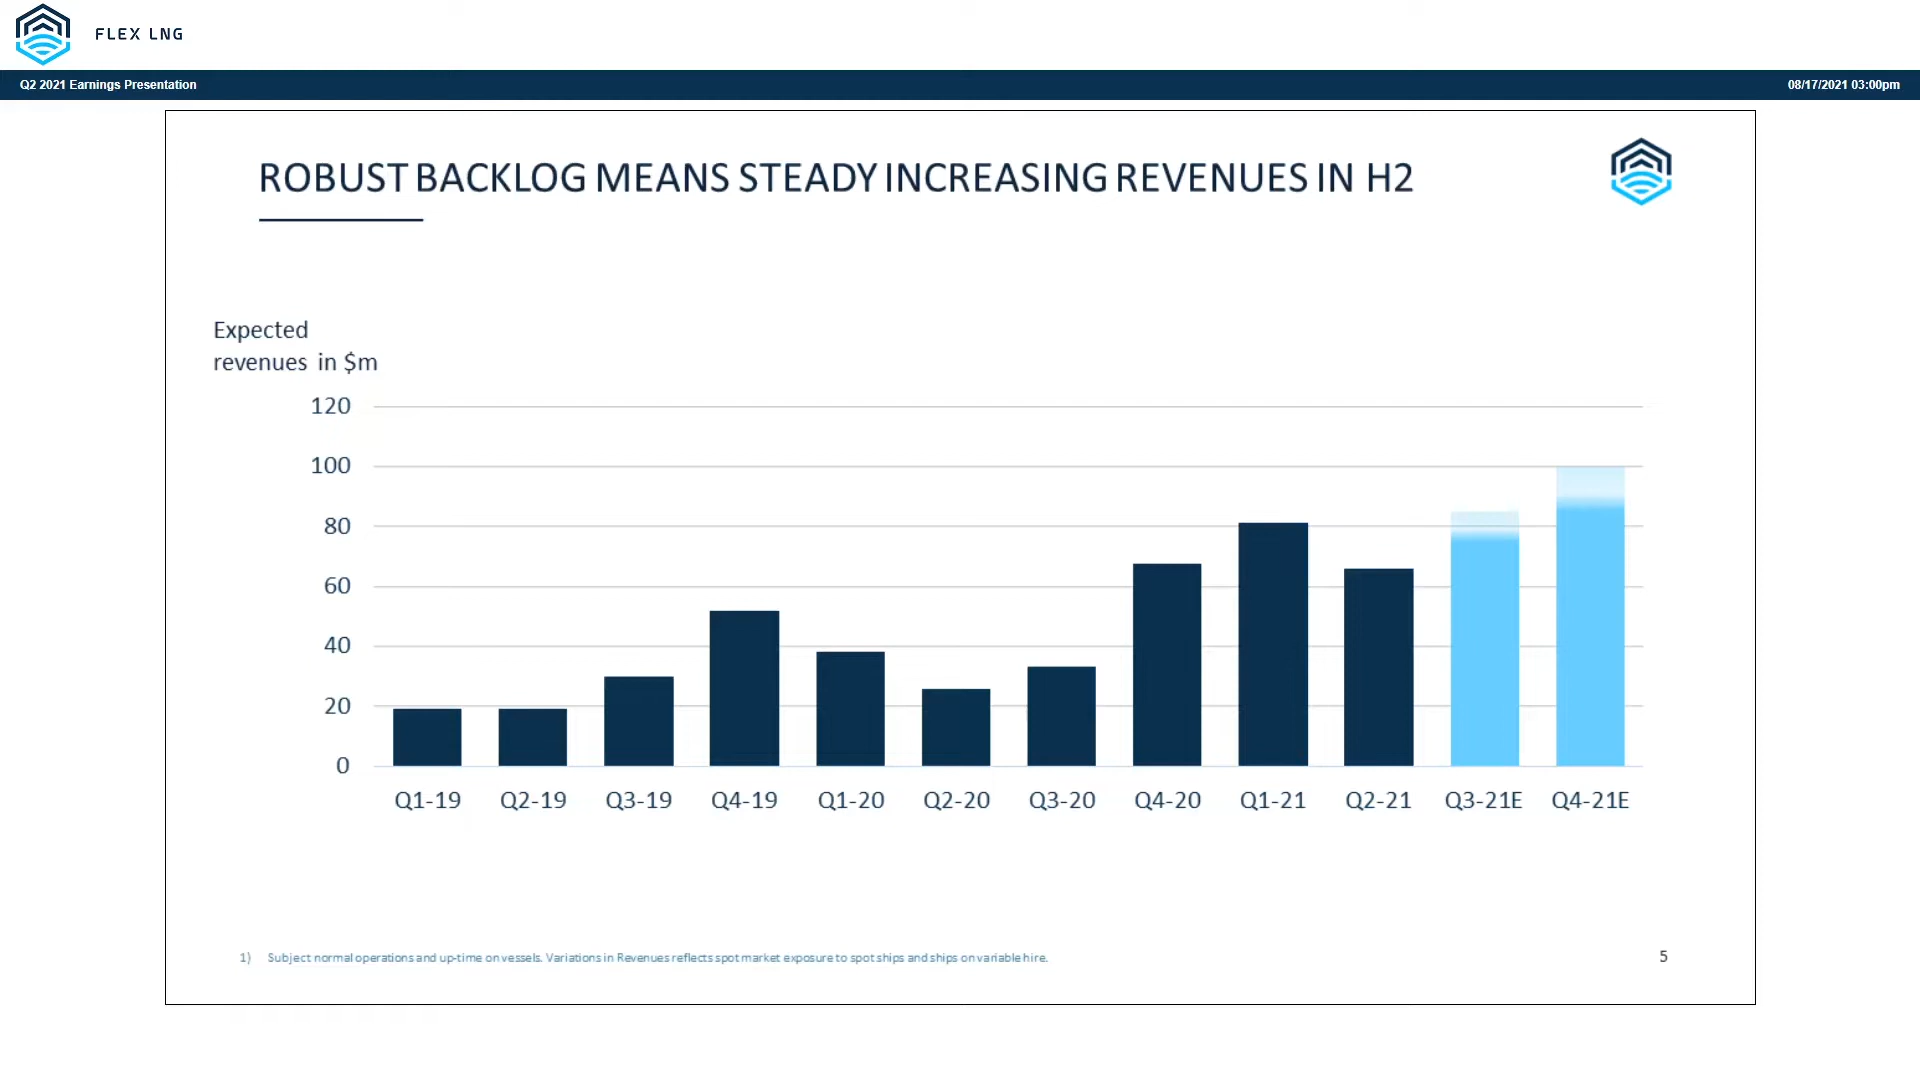 FLEX LNG
Q2 2021 Earnings Presentation
08/17/2021 03:00pm
ROBUST BACKLOG MEANS STEADY INCREASING REVENUES IN H2
Expected
revenues in $m
120
100
80
60
40
20
0
Q1-19 Q2-19 Q3-19 Q4-19 Q1-20 Q2-20 Q3-20 Q4-20 Q1-21 Q2-21 Q3-21E Q4-21E
1) Subject normal operations and up-time on vessels. Variations in Revenues reflects spot market exposure to spot ships and ships on variable hire.
5